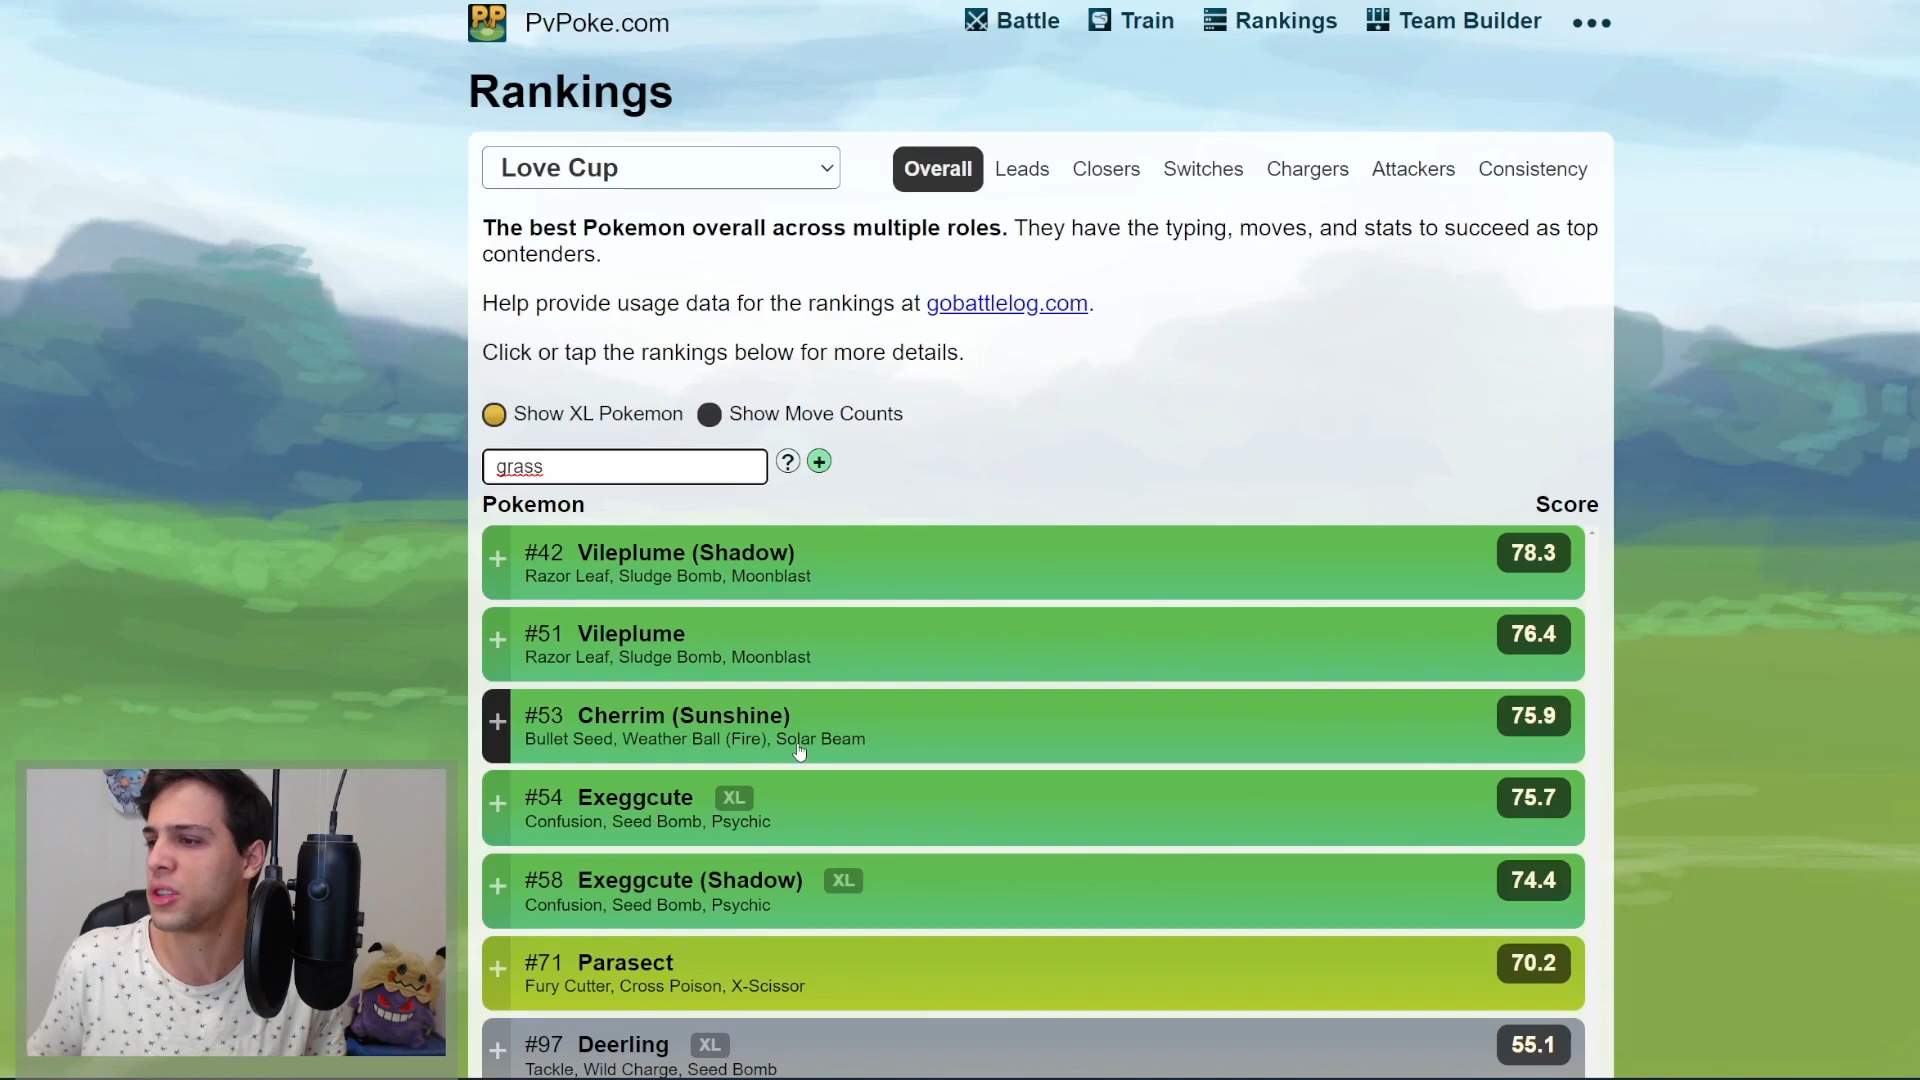 PvPoke.com
Battle Train Rankings Team Builder
Rankings
Love Cup
Overall Leads Closers Switches Chargers Attackers Consistency
The best Pokemon overall across multiple roles. They have the typing, moves, and stats to succeed as top
contenders.
Help provide usage data for the rankings at gobattlelog.com.
Click or tap the rankings below for more details.
Show XL Pokemon Show Move Counts
grass ? +
Pokemon Score
+ #42 Vileplume (Shadow) 78.3
Razor Leaf, Sludge Bomb, Moonblast
+ #51 Vileplume 76.4
Razor Leaf, Sludge Bomb, Moonblast
+ #53 Cherrim (Sunshine) 75.9
Bullet Seed, Weather Ball (Fire), Solar Beam
+ #54 Exeggcute XL 75.7
Confusion, Seed Bomb, Psychic
+ #58 Exeggcute (Shadow) XL 74.4
Confusion, Seed Bomb, Psychic
+ #71 Parasect 70.2
Fury Cutter, Cross Poison, X-Scissor
+ #97 Deerling XL 55.1
Tackle, Wild Charge, Seed Bomb